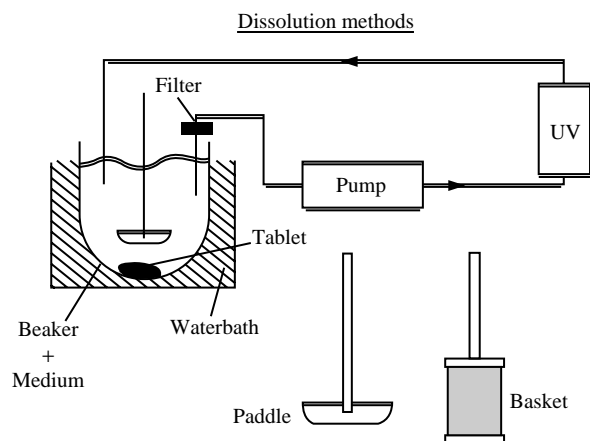 Dissolution methods
Filter
UV
Pump
Tablet
Waterbath
Beaker
+
Medium
Paddle
Basket